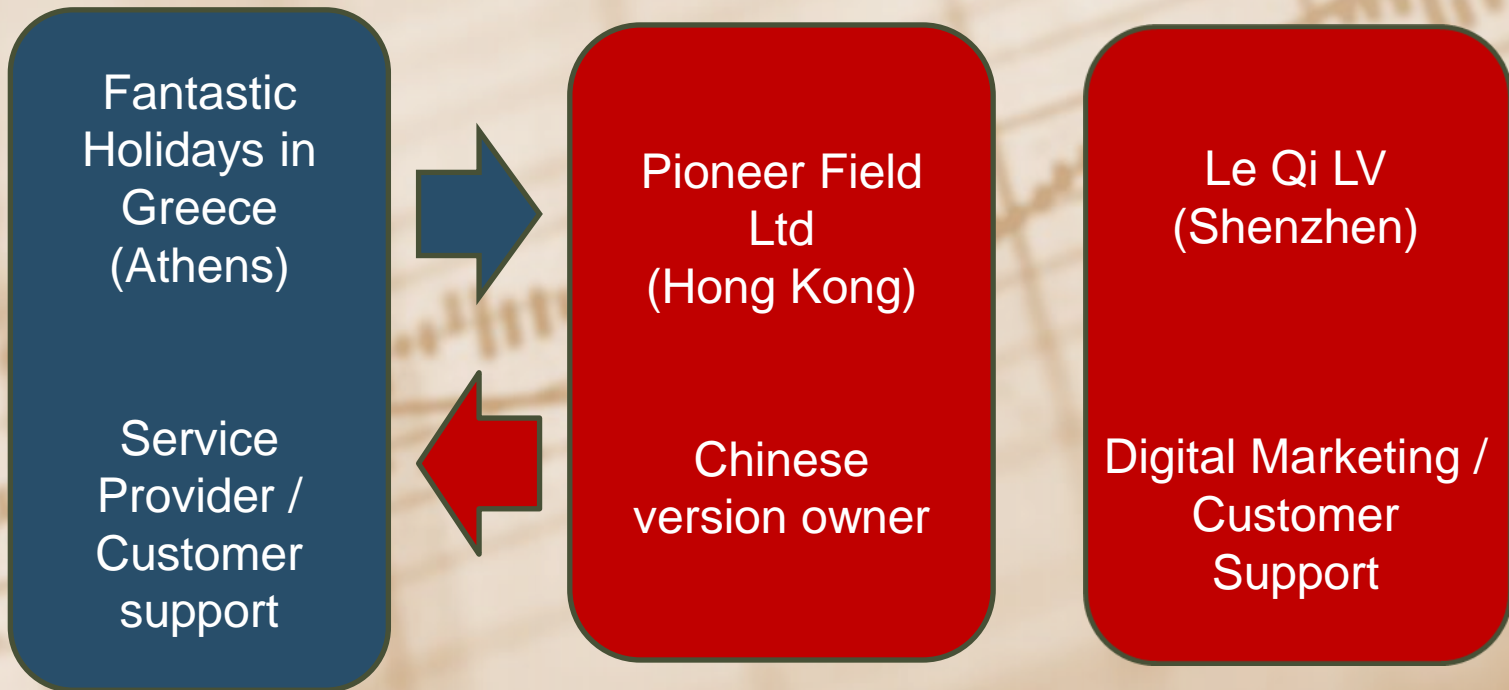 Fantastic
Holidays in
Greece
(Athens)
Service
Provider /
Customer
support
Pioneer Field
Ltd
(Hong Kong)
Chinese
version owner
Le Qi LV
(Shenzhen)
Digital Marketing /
Customer
Support